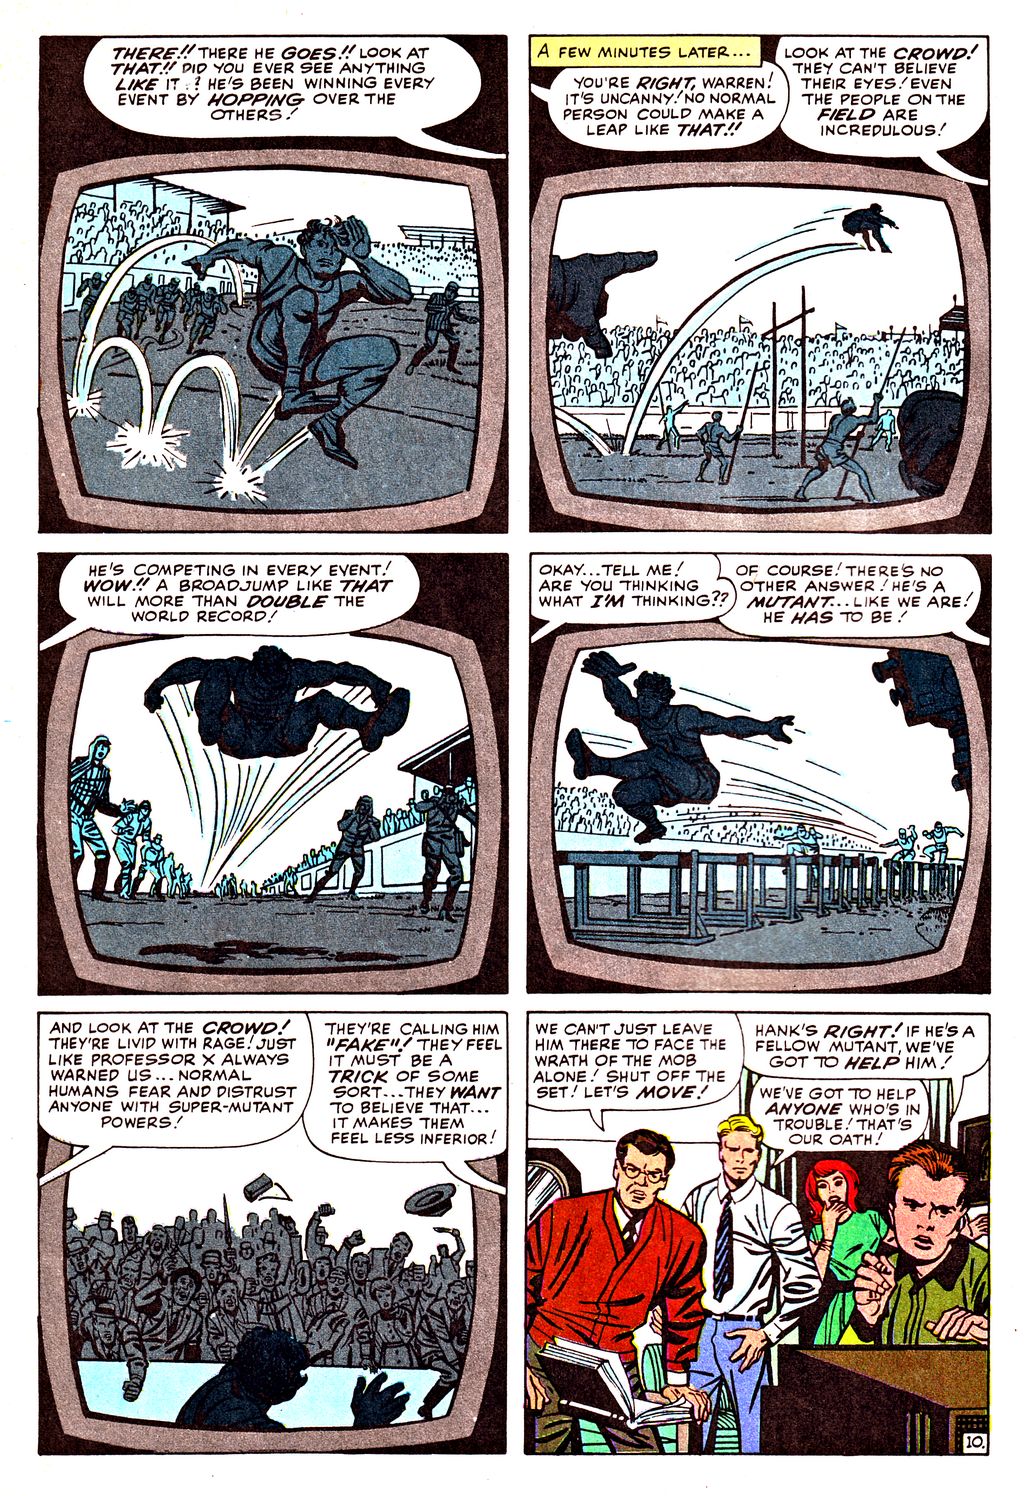 THERE!! THERE HE GOES!! LOOK AT
THAT!! DID YOU EVER SEE ANYTHING
LIKE IT? HE'S BEEN WINNING EVERY
EVENT BY HOPPING OVER THE
OTHERS!
A FEW MINUTES LATER...
YOU'RE RIGHT, WARREN!
IT'S UNCANNY! NO NORMAL
PERSON COULD MAKE A
LEAP LIKE THAT!!
LOOK AT THE CROWD!
THEY CAN'T BELIEVE
THEIR EYES! EVEN
THE PEOPLE ON THE
FIELD ARE
INCREDULOUS!
HE'S COMPETING IN EVERY EVENT!
WOW!! A BROADJUMP LIKE THAT
WILL MORE THAN DOUBLE THE
WORLD RECORD!
OKAY...TELL ME!
ARE YOU THINKING
WHAT I'M THINKING??
OF COURSE! THERE'S NO
OTHER ANSWER! HE'S A
MUTANT...LIKE WE ARE!
HE HAS TO BE!
AND LOOK AT THE CROWD!
THEY'RE LIVID WITH RAGE! JUST
LIKE PROFESSOR X ALWAYS
WARNED US... NORMAL
HUMANS FEAR AND DISTRUST
ANYONE WITH SUPER-MUTANT
POWERS!
THEY'RE CALLING HIM
"FAKE"! THEY FEEL
IT MUST BE A
TRICK OF SOME
SORT...THEY WANT
TO BELIEVE THAT...
IT MAKES THEM
FEEL LESS INFERIOR!
WE CAN'T JUST LEAVE
HIM THERE TO FACE THE
WRATH OF THE MOB
ALONE! SHUT OFF THE
SET! LET'S MOVE!
HANK'S RIGHT! IF HE'S A
FELLOW MUTANT, WE'VE
GOT TO HELP HIM!
WE'VE GOT TO HELP
ANYONE WHO'S IN
TROUBLE! THAT'S
OUR OATH!
10.